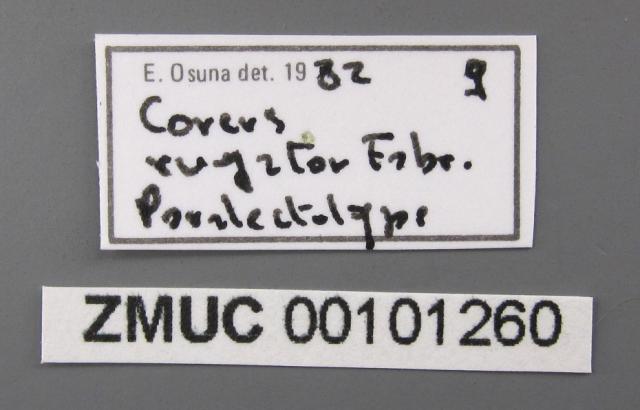 E. Osuna det. 1982 ♀
Coreus
rugator Fabr.
Paralectotype
ZMUC 00101260